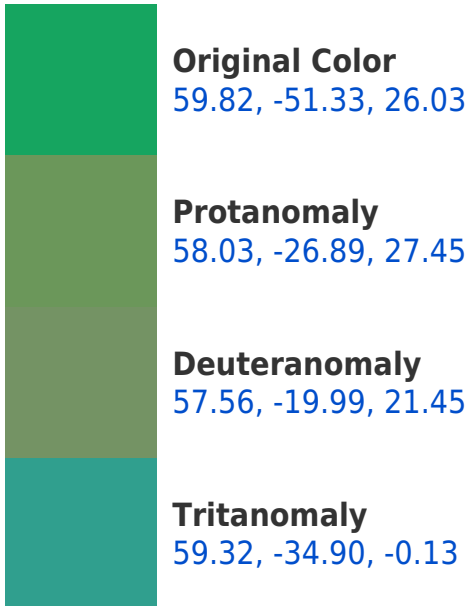 Original Color
59.82, -51.33, 26.03
Protanomaly
58.03, -26.89, 27.45
Deuteranomaly
57.56, -19.99, 21.45
Tritanomaly
59.32, -34.90, -0.13